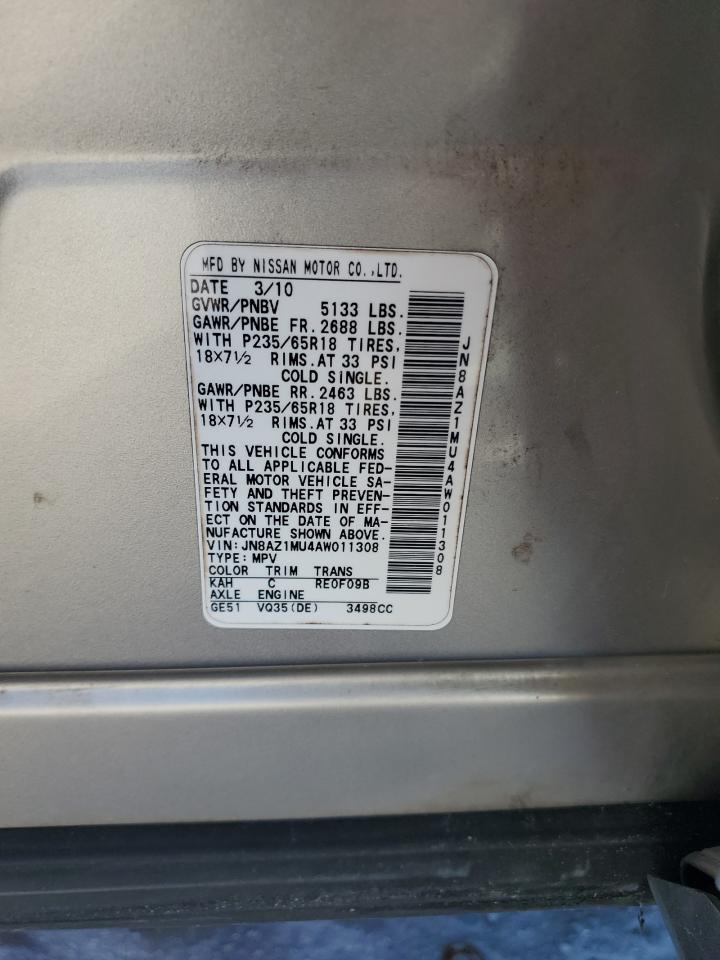 MFD BY NISSAN MOTOR CO.,LTD.
DATE 3/10
GVWR/PNBV 5133 LBS.
GAWR/PNBE FR. 2688 LBS.
WITH P235/65R18 TIRES,
18×7½ RIMS.AT 33 PSI
COLD SINGLE.
GAWR/PNBE RR. 2463 LBS.
WITH P235/65R18 TIRES,
18×7½ RIMS.AT 33 PSI
COLD SINGLE.
THIS VEHICLE CONFORMS
TO ALL APPLICABLE FED-
ERAL MOTOR VEHICLE SA-
FETY AND THEFT PREVEN-
TION STANDARDS IN EFF-
ECT ON THE DATE OF MA-
NUFACTURE SHOWN ABOVE.
VIN: JN8AZ1MU4AW011308
TYPE: MPV
COLOR TRIM TRANS
KAH C RE0F09B
AXLE ENGINE
GE51 VQ35(DE) 3498CC
JN8AZ1MU4AW011308